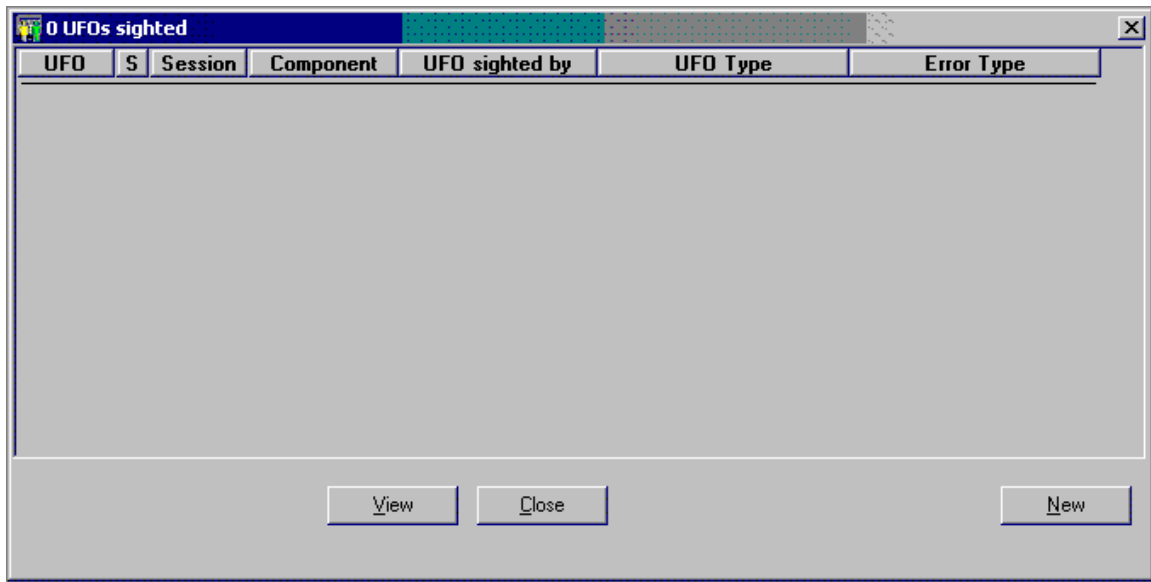 0 UFOs sighted
UFO S Session Component UFO sighted by UFO Type Error Type
View Close New